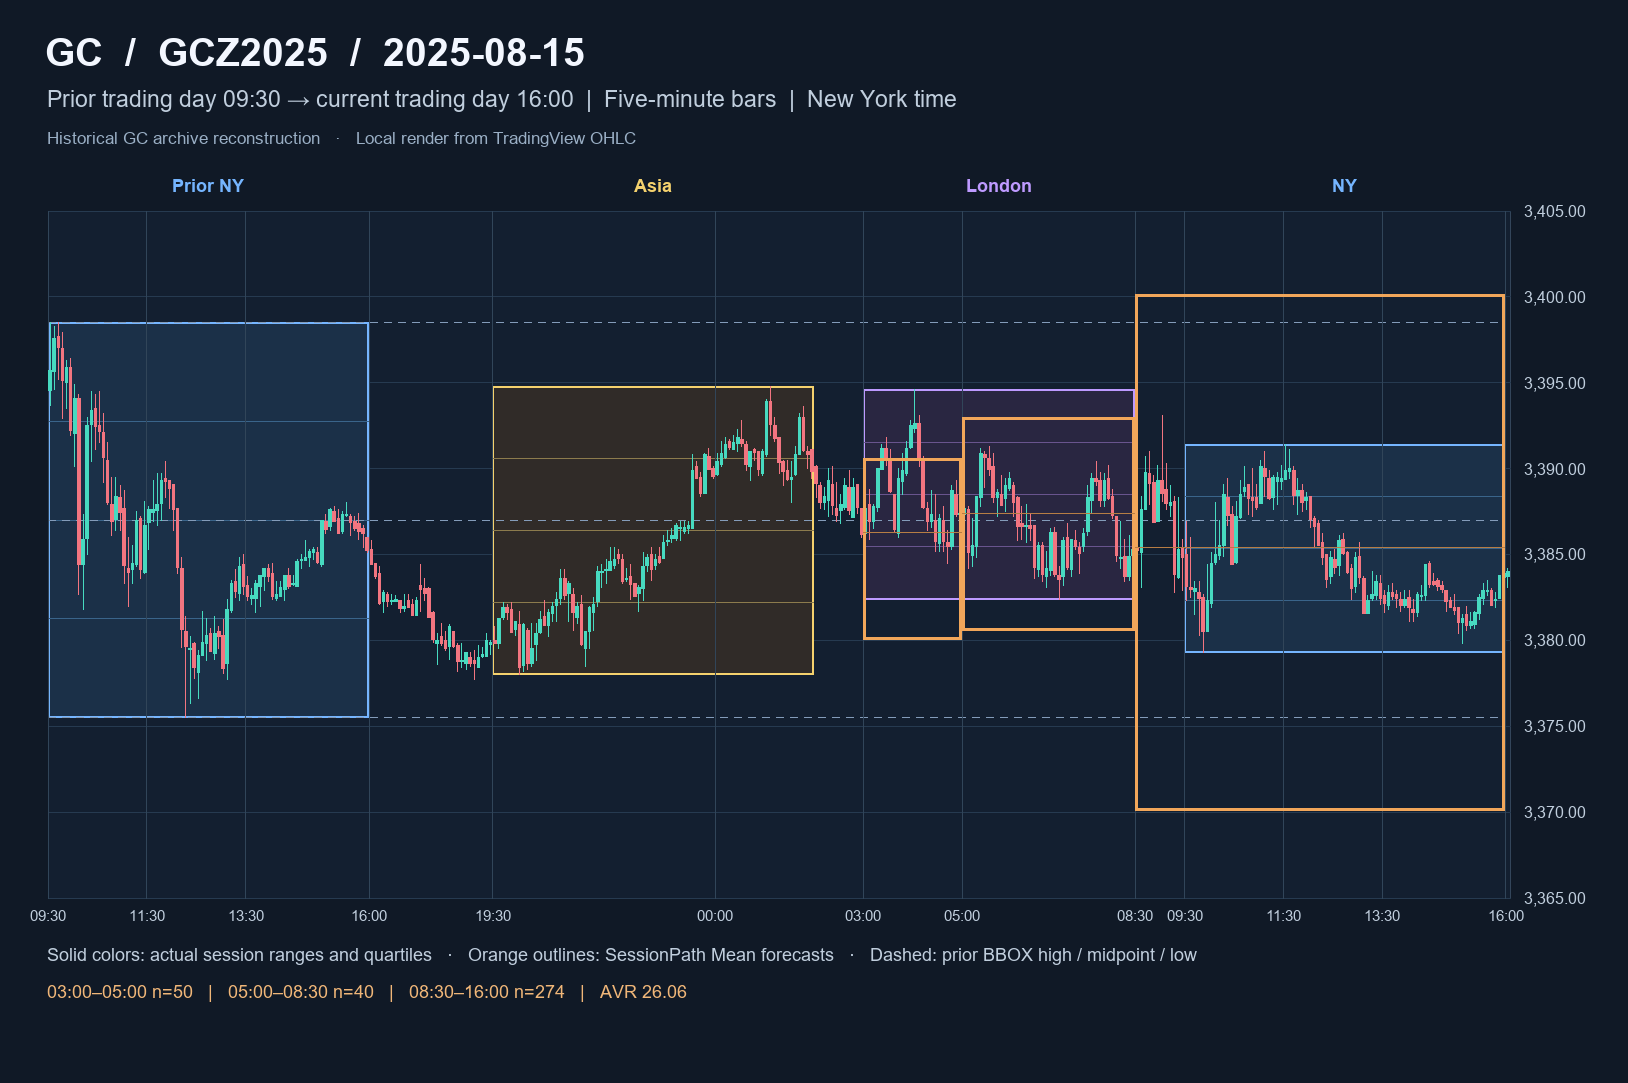 GC / GCZ2025 / 2025-08-15
Prior trading day 09:30 → current trading day 16:00 | Five-minute bars | New York time
Historical GC archive reconstruction · Local render from TradingView OHLC
Prior NY Asia London NY
3,405.00
3,400.00
3,395.00
3,390.00
3,385.00
3,380.00
3,375.00
3,370.00
3,365.00
09:30 11:30 13:30 16:00 19:30 00:00 03:00 05:00 08:30 09:30 11:30 13:30 16:00
Solid colors: actual session ranges and quartiles · Orange outlines: SessionPath Mean forecasts · Dashed: prior BBOX high / midpoint / low
03:00–05:00 n=50 | 05:00–08:30 n=40 | 08:30–16:00 n=274 | AVR 26.06